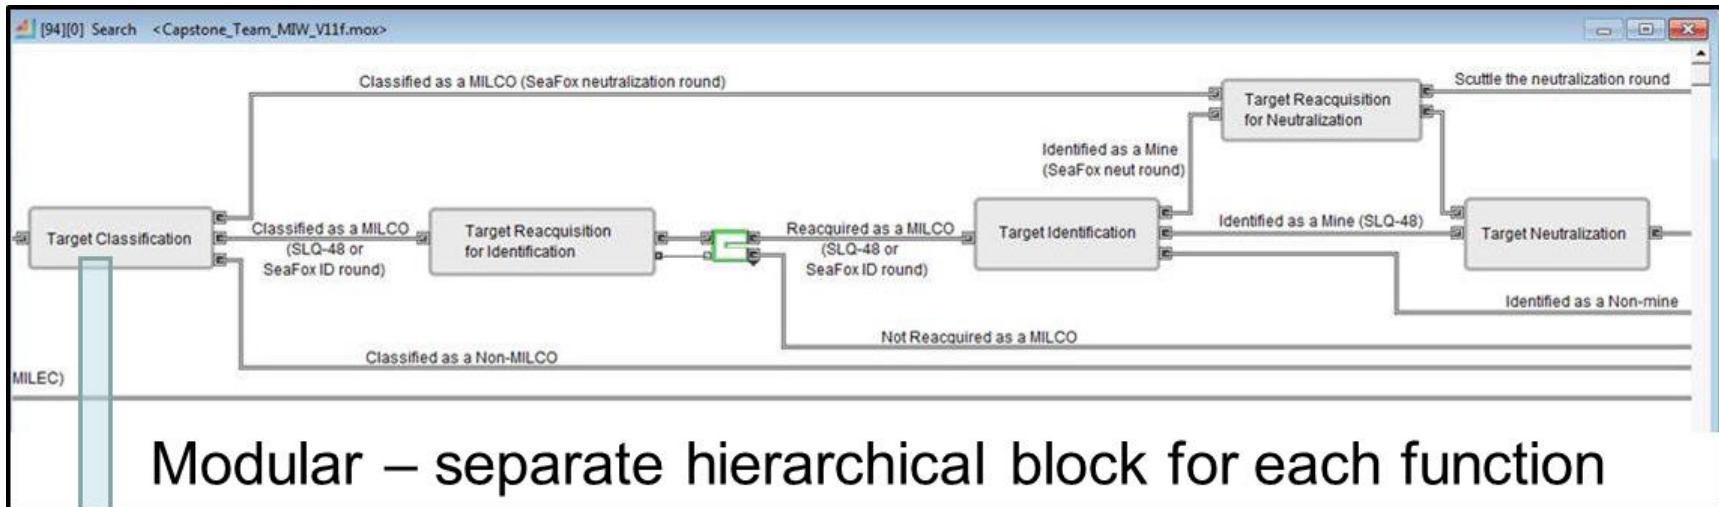 [94][0] Search <Capstone_Team_MIW_V11f.mox>
Classified as a MILCO (SeaFox neutralization round)
Scuttle the neutralization round
Target Reacquisition
for Neutralization
Identified as a Mine
(SeaFox neut round)
Target Classification
Classified as a MILCO
(SLQ-48 or
SeaFox ID round)
Target Reacquisition
for Identification
Reacquired as a MILCO
(SLQ-48 or
SeaFox ID round)
Target Identification
Identified as a Mine (SLQ-48)
Target Neutralization
Identified as a Non-mine
Not Reacquired as a MILCO
Classified as a Non-MILCO
MILEC)
Modular – separate hierarchical block for each function